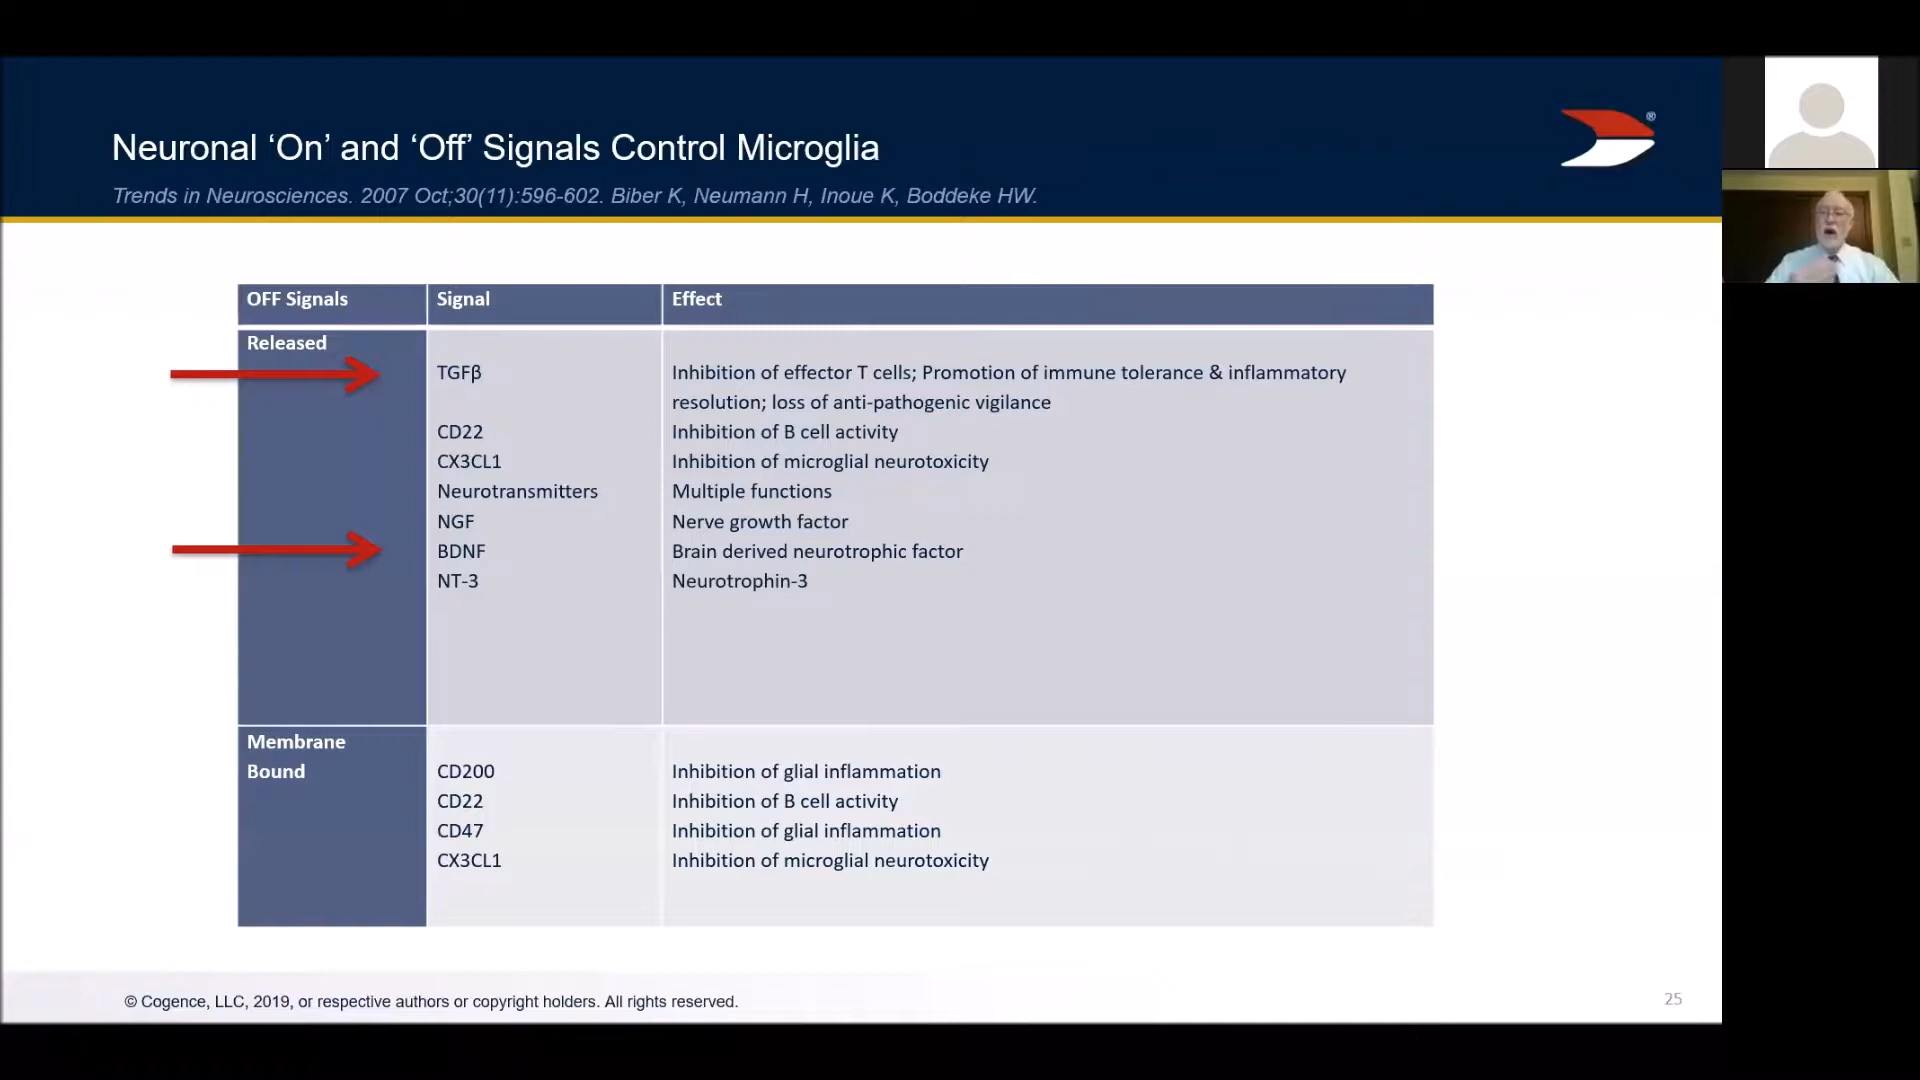 Neuronal ‘On’ and ‘Off’ Signals Control Microglia
®
Trends in Neurosciences. 2007 Oct;30(11):596-602. Biber K, Neumann H, Inoue K, Boddeke HW.
OFF Signals Signal Effect
Released
TGFβ Inhibition of effector T cells; Promotion of immune tolerance & inflammatory
resolution; loss of anti-pathogenic vigilance
CD22 Inhibition of B cell activity
CX3CL1 Inhibition of microglial neurotoxicity
Neurotransmitters Multiple functions
NGF Nerve growth factor
BDNF Brain derived neurotrophic factor
NT-3 Neurotrophin-3
Membrane
Bound CD200 Inhibition of glial inflammation
CD22 Inhibition of B cell activity
CD47 Inhibition of glial inflammation
CX3CL1 Inhibition of microglial neurotoxicity
© Cogence, LLC, 2019, or respective authors or copyright holders. All rights reserved.
25